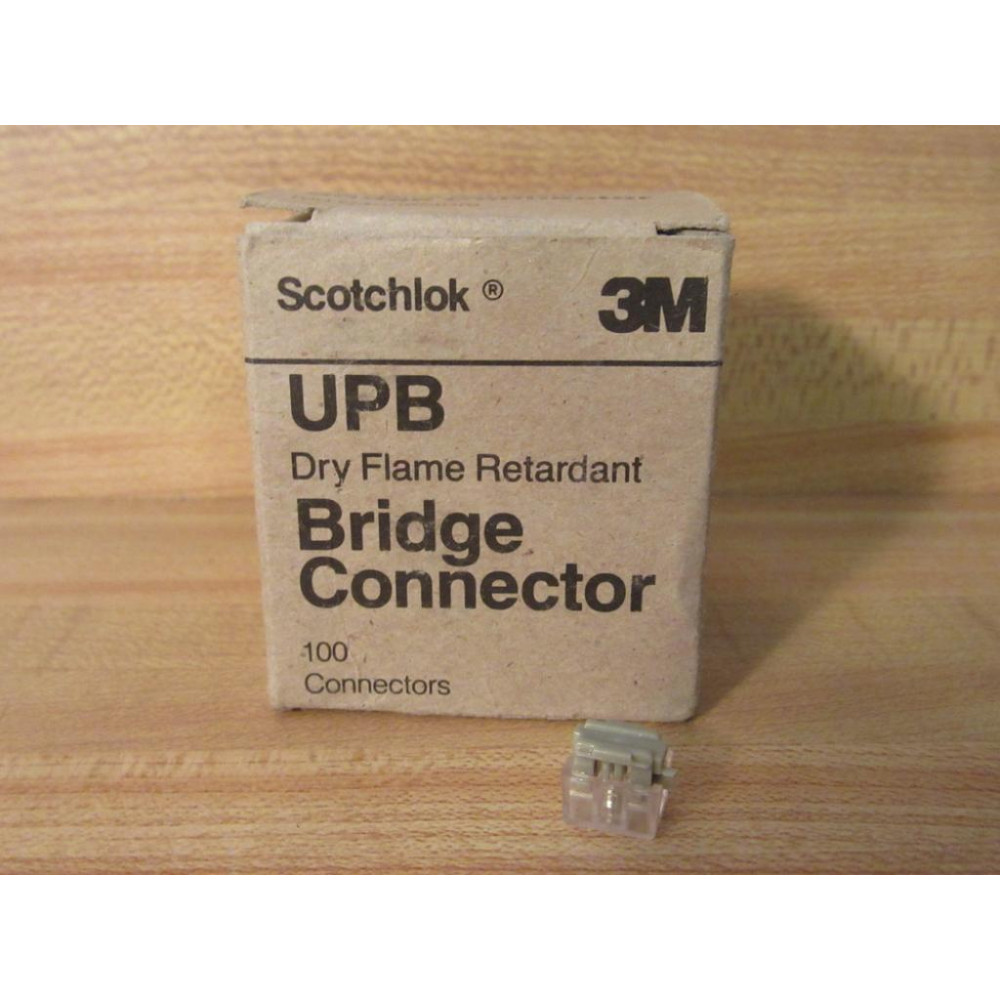 Scotchlok ® 3M
UPB
Dry Flame Retardant
Bridge
Connector
100
Connectors